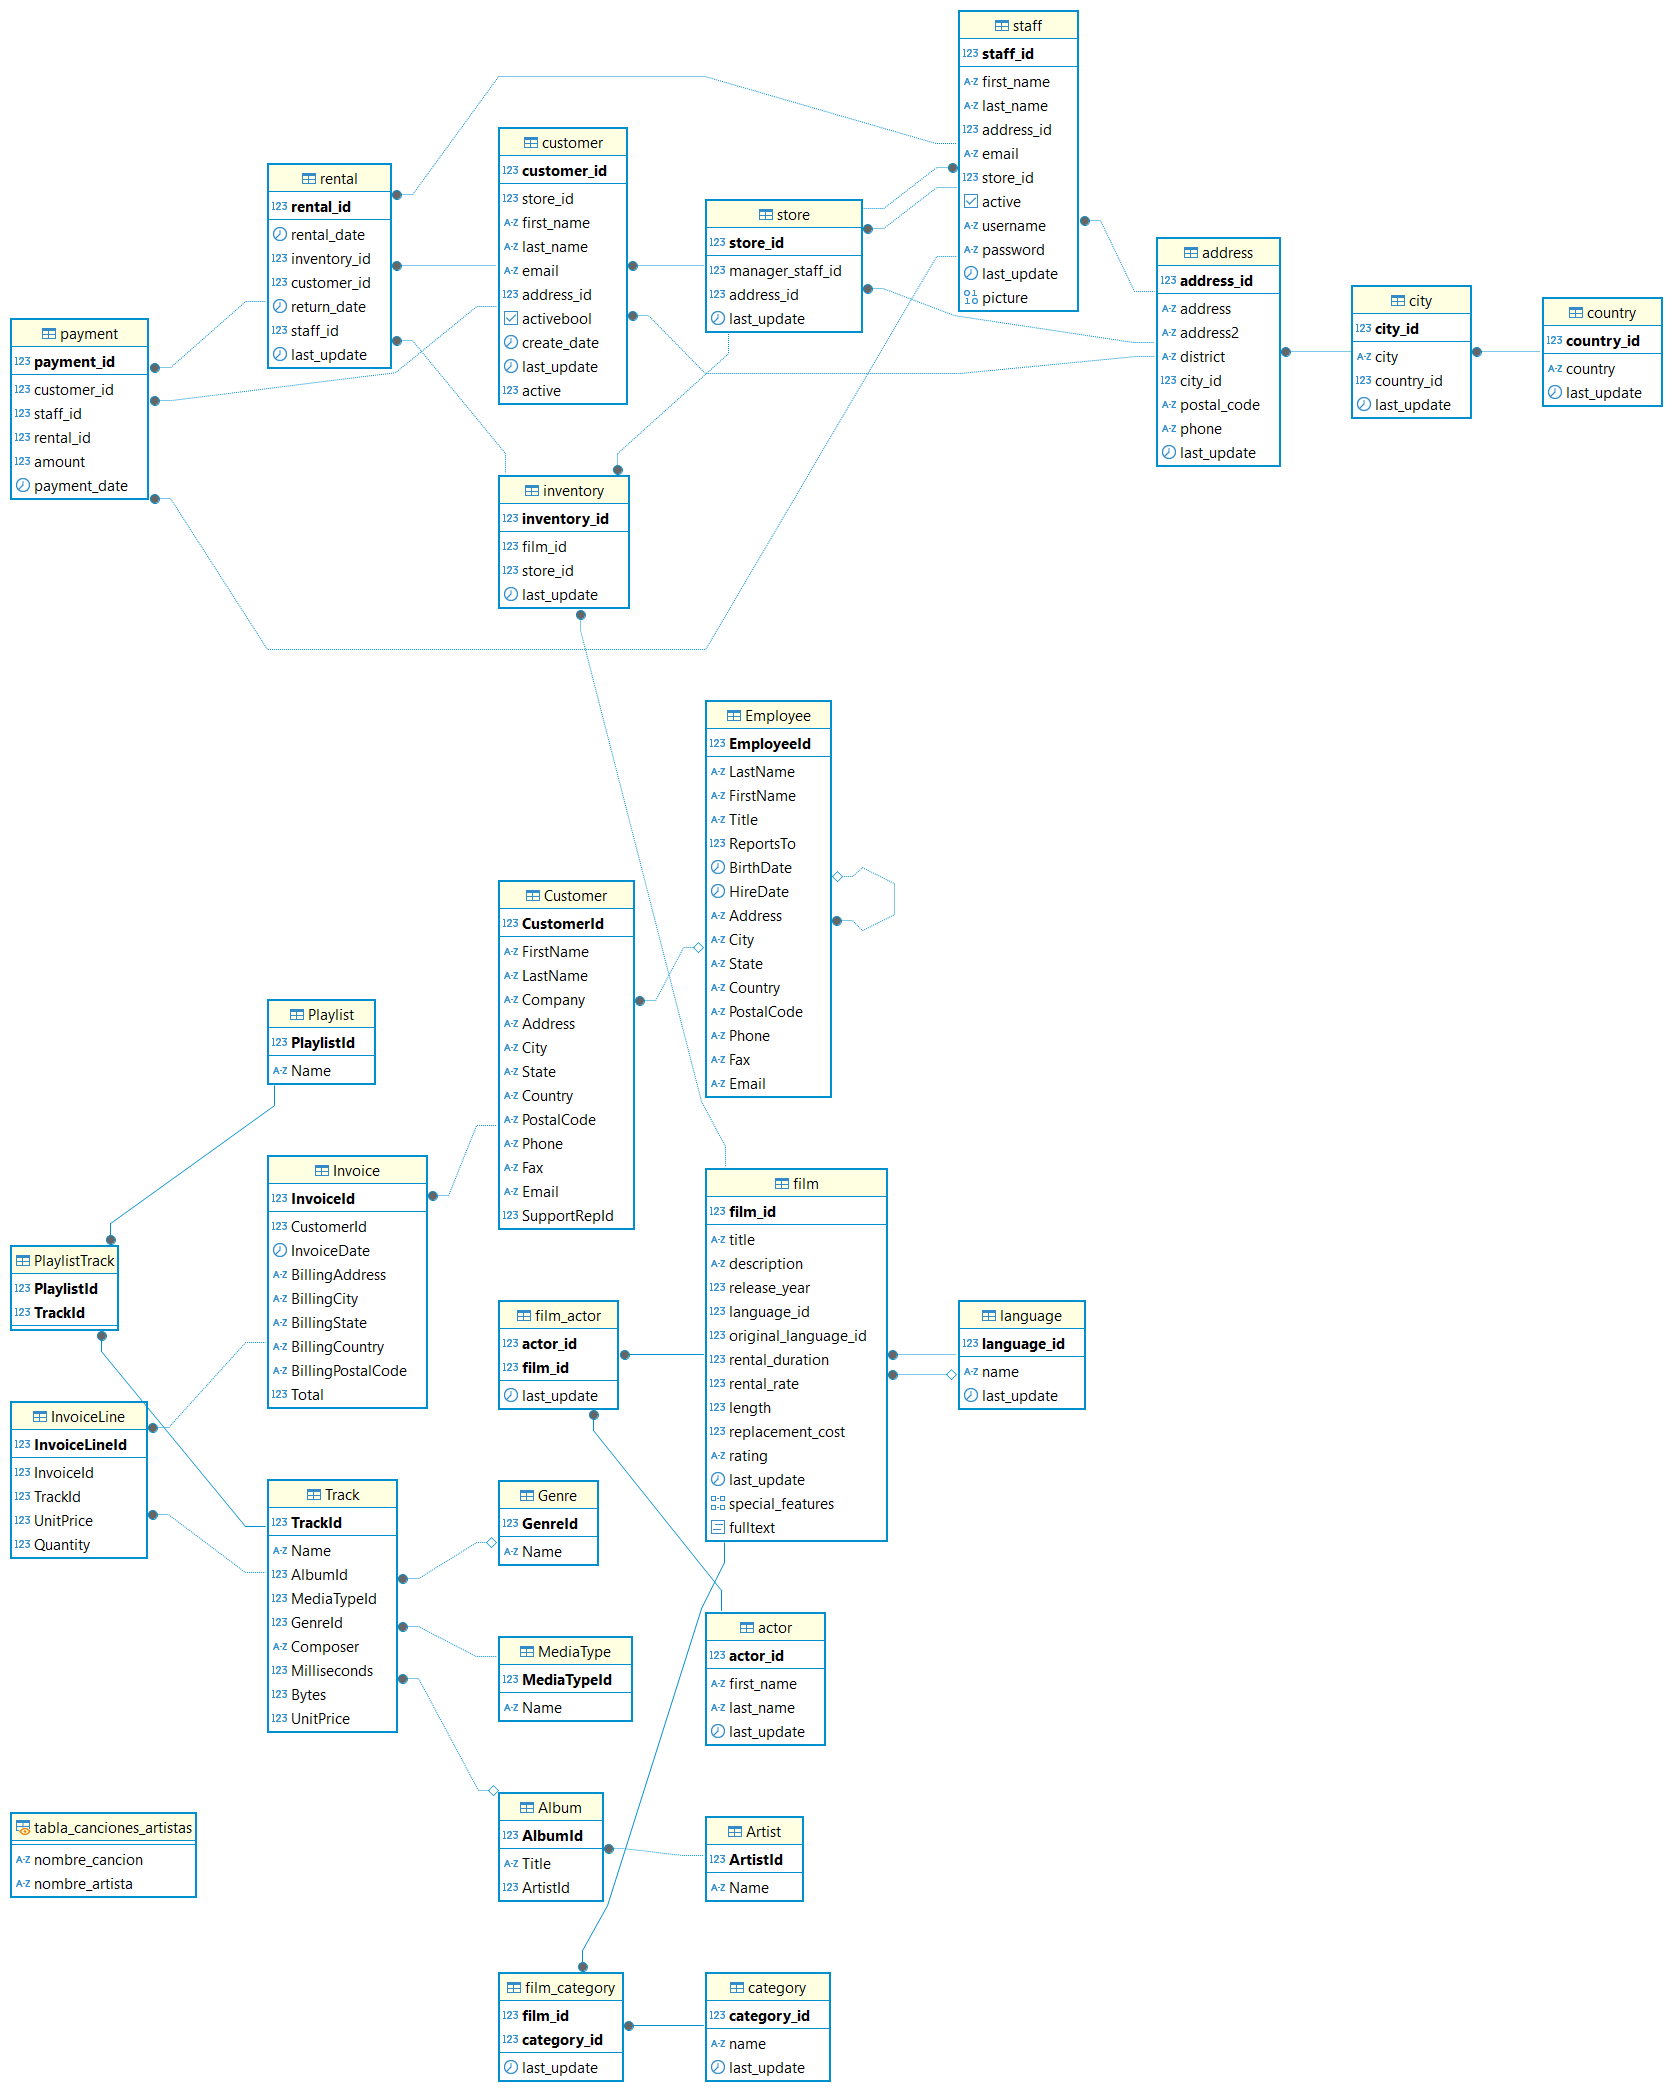 staff
staff_id
first_name
last_name
address_id
email
store_id
active
username
password
last_update
picture
customer
customer_id
store_id
first_name
last_name
email
address_id
activebool
create_date
last_update
active
rental
rental_id
rental_date
inventory_id
customer_id
return_date
staff_id
last_update
store
store_id
manager_staff_id
address_id
last_update
address
address_id
address
address2
district
city_id
postal_code
phone
last_update
city
city_id
city
country_id
last_update
country
country_id
country
last_update
payment
payment_id
customer_id
staff_id
rental_id
amount
payment_date
inventory
inventory_id
film_id
store_id
last_update
Employee
EmployeeId
LastName
FirstName
Title
ReportsTo
BirthDate
HireDate
Address
City
State
Country
PostalCode
Phone
Fax
Email
Customer
CustomerId
FirstName
LastName
Company
Address
City
State
Country
PostalCode
Phone
Fax
Email
SupportRepId
Playlist
PlaylistId
Name
Invoice
InvoiceId
CustomerId
InvoiceDate
BillingAddress
BillingCity
BillingState
BillingCountry
BillingPostalCode
Total
film
film_id
title
description
release_year
language_id
original_language_id
rental_duration
rental_rate
length
replacement_cost
rating
last_update
special_features
fulltext
PlaylistTrack
PlaylistId
TrackId
film_actor
actor_id
film_id
last_update
language
language_id
name
last_update
InvoiceLine
InvoiceLineId
InvoiceId
TrackId
UnitPrice
Quantity
Track
TrackId
Name
AlbumId
MediaTypeId
GenreId
Composer
Milliseconds
Bytes
UnitPrice
Genre
GenreId
Name
actor
actor_id
first_name
last_name
last_update
MediaType
MediaTypeId
Name
Album
AlbumId
Title
ArtistId
Artist
ArtistId
Name
tabla_canciones_artistas
nombre_cancion
nombre_artista
film_category
film_id
category_id
last_update
category
category_id
name
last_update